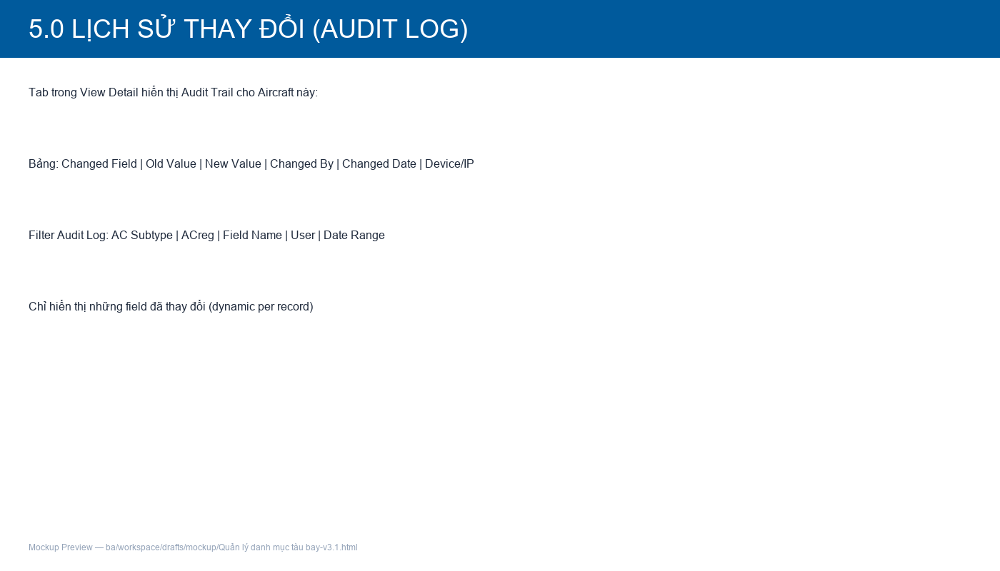 5.0 LỊCH SỬ THAY ĐỔI (AUDIT LOG)
Tab trong View Detail hiển thị Audit Trail cho Aircraft này:
Bảng: Changed Field | Old Value | New Value | Changed By | Changed Date | Device/IP
Filter Audit Log: AC Subtype | ACreg | Field Name | User | Date Range
Chỉ hiển thị những field đã thay đổi (dynamic per record)
Mockup Preview — ba/workspace/drafts/mockup/Quản lý danh mục tàu bay-v3.1.html